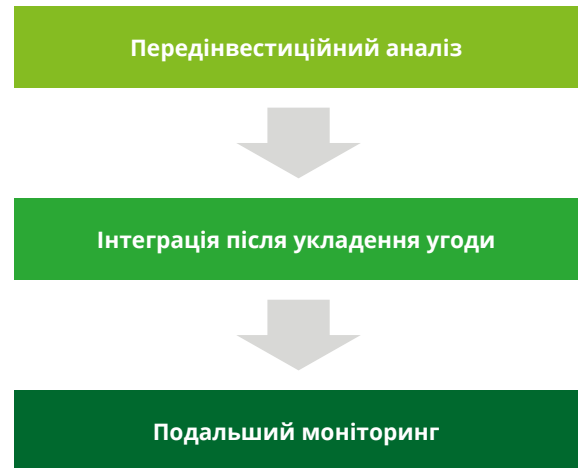 Передінвестиційний аналіз
Інтеграція після укладення угоди
Подальший моніторинг